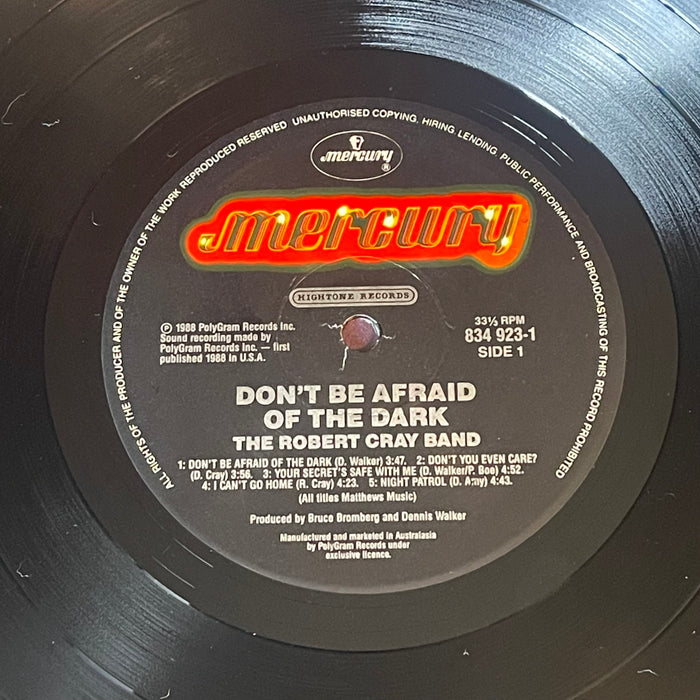 ALL RIGHTS OF THE PRODUCER AND OF THE OWNER OF THE WORK REPRODUCED RESERVED UNAUTHORISED COPYING, HIRING, LENDING, PUBLIC PERFORMANCE AND BROADCASTING OF THIS RECORD PROHIBITED
mercury ®
mercury
HIGHTONE RECORDS
℗ 1988 PolyGram Records Inc.
Sound recording made by
PolyGram Records Inc. — first
published 1988 in U.S.A.
33⅓ RPM
834 923-1
SIDE 1
DON'T BE AFRAID
OF THE DARK
THE ROBERT CRAY BAND
1: DON'T BE AFRAID OF THE DARK (D. Walker) 3:47. 2: DON'T YOU EVEN CARE?
(D. Cray) 3:56. 3: YOUR SECRET'S SAFE WITH ME (D. Walker/P. Boo) 4:52.
4: I CAN'T GO HOME (R. Cray) 4:23. 5: NIGHT PATROL (D. Amy) 4:43.
(All titles Matthews Music)
Produced by Bruce Bromberg and Dennis Walker
Manufactured and marketed in Australasia
by PolyGram Records under
exclusive licence.